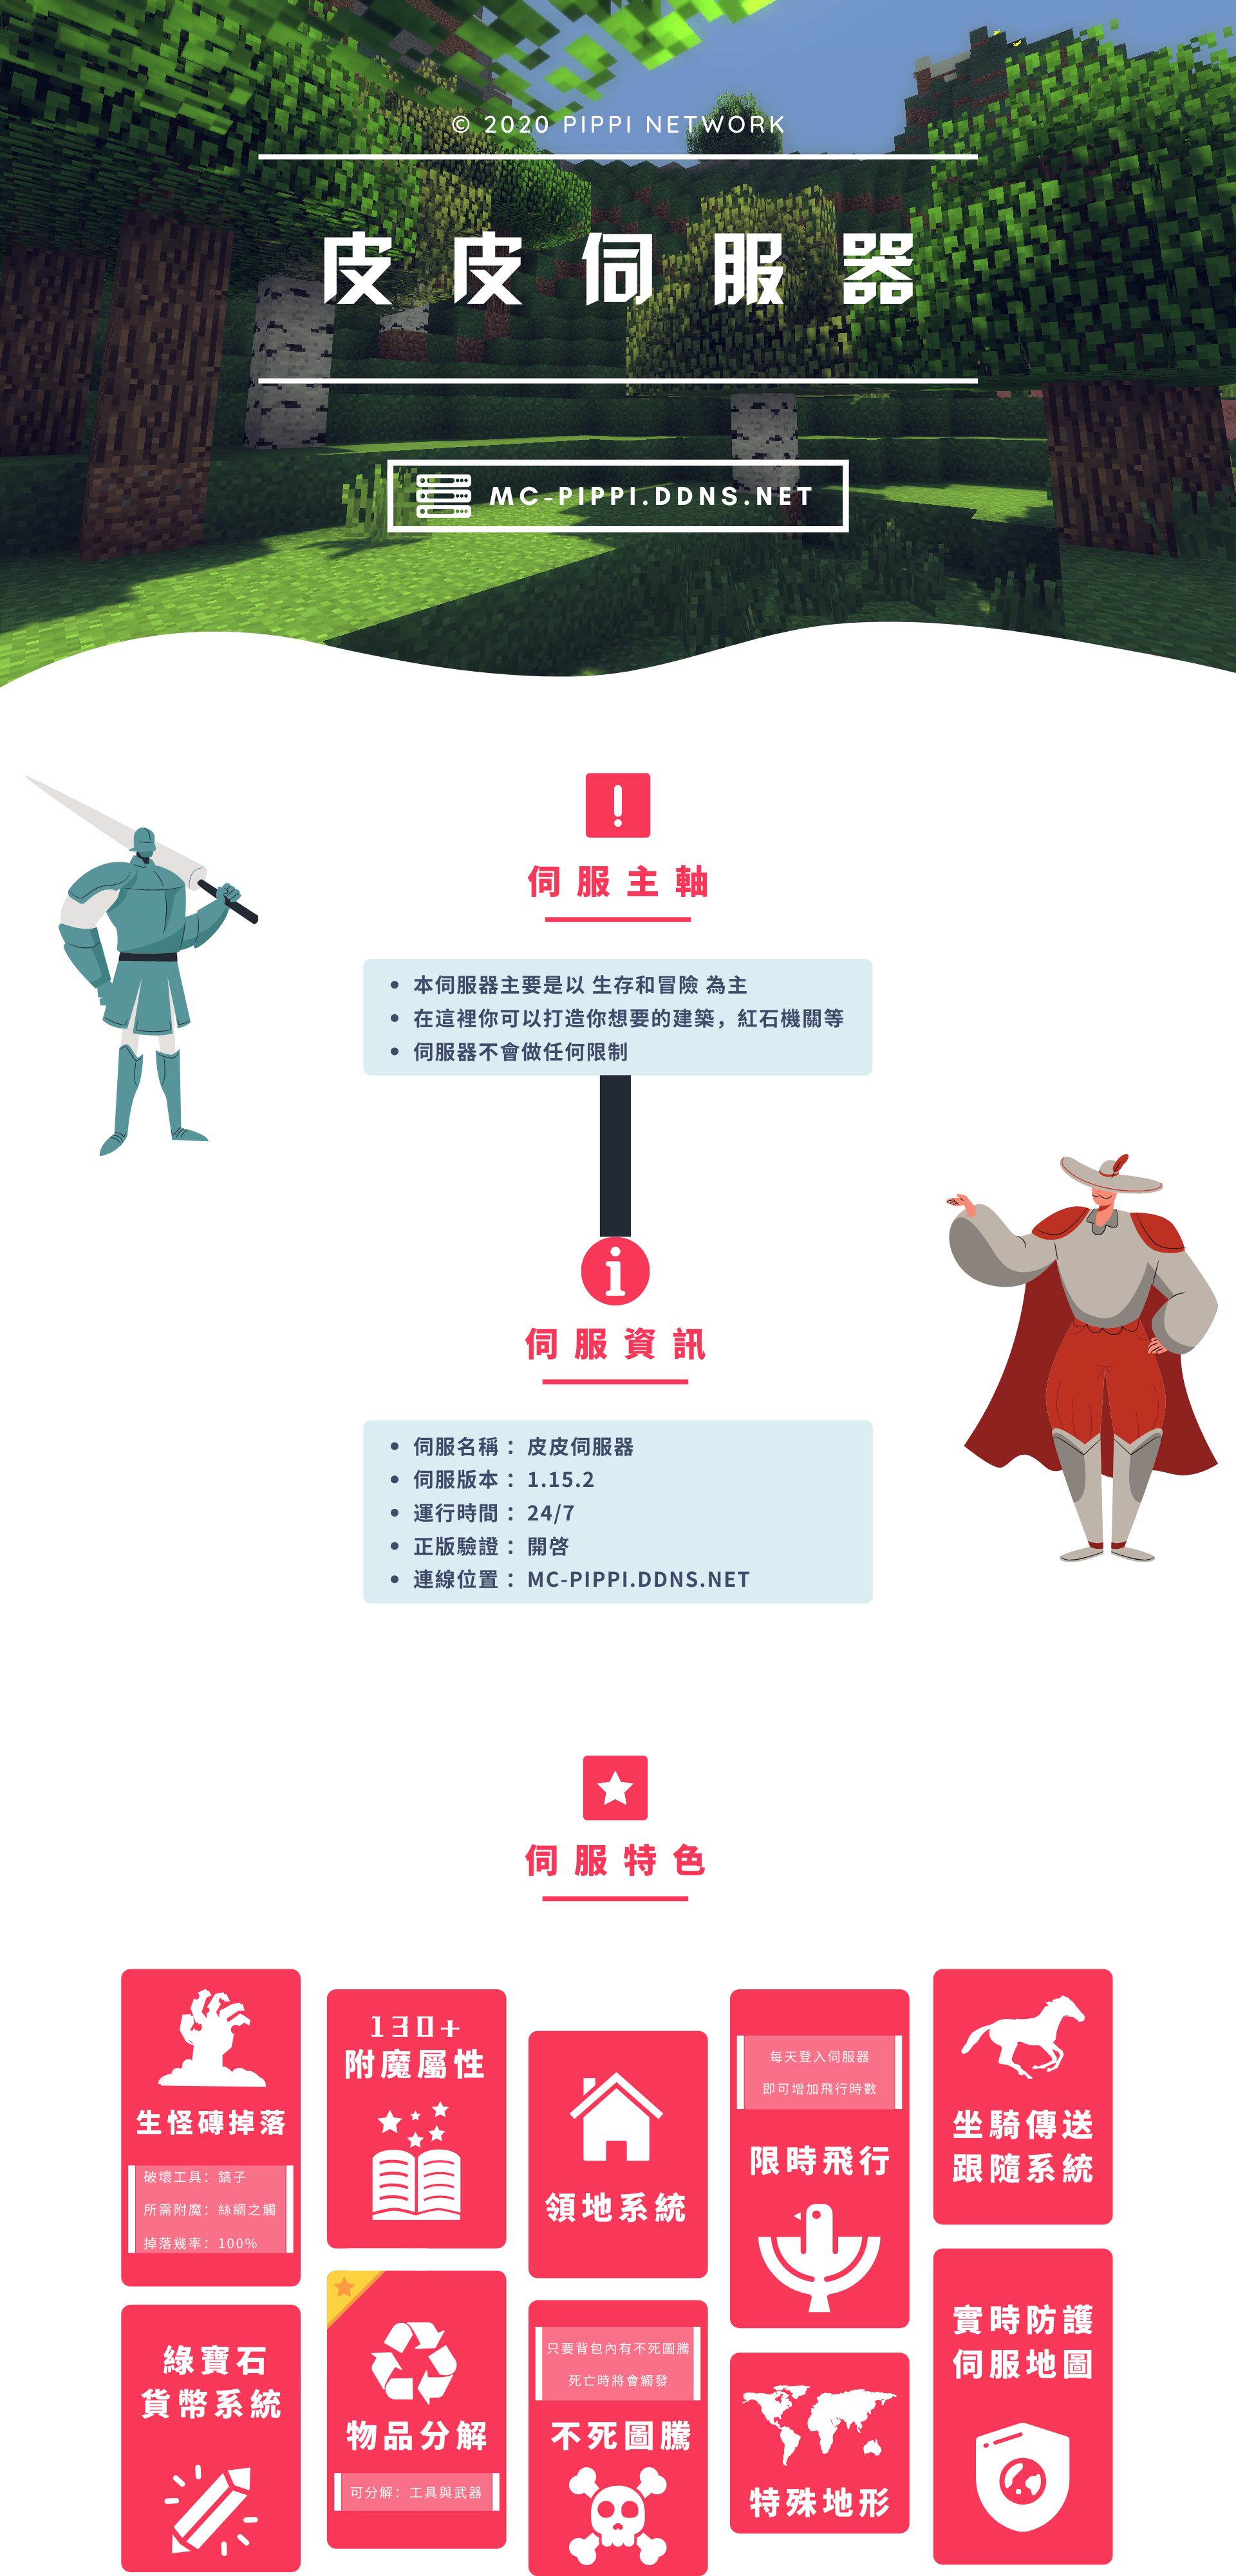 © 2020 PIPPI NETWORK
皮皮伺服器
MC-PIPPI.DDNS.NET
伺服主軸
本伺服器主要是以 生存和冒險 為主
在這裡你可以打造你想要的建築，紅石機關等
伺服器不會做任何限制
伺服資訊
伺服名稱： 皮皮伺服器
伺服版本： 1.15.2
運行時間： 24/7
正版驗證： 開啓
連線位置： MC-PIPPI.DDNS.NET
伺服特色
生怪磚掉落
破壞工具：鎬子
所需附魔：絲綢之觸
掉落幾率：100%
130+
附魔屬性
領地系統
每天登入伺服器
即可增加飛行時數
限時飛行
坐騎傳送
跟隨系統
綠寶石
貨幣系統
物品分解
可分解：工具與武器
只要背包內有不死圖騰
死亡時將會觸發
不死圖騰
特殊地形
實時防護
伺服地圖